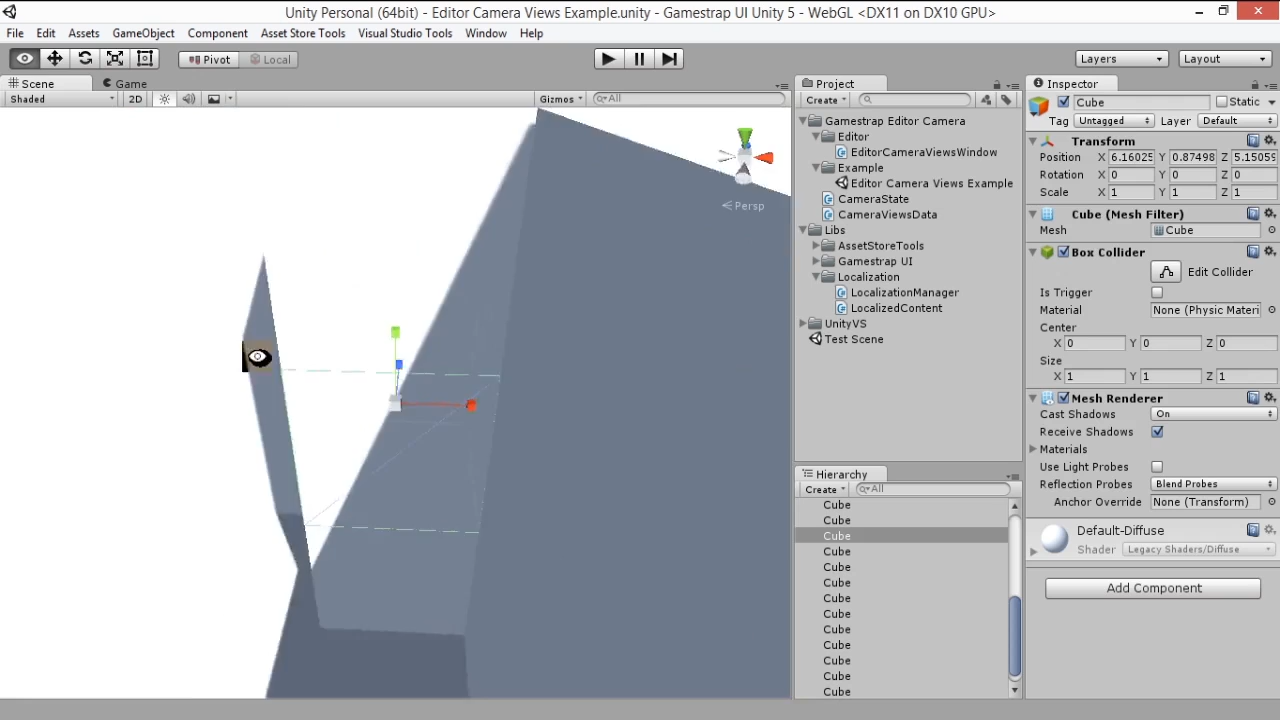 Unity Personal (64bit) - Editor Camera Views Example.unity - Gamestrap UI Unity 5 - WebGL <DX11 on DX10 GPU>
File Edit Assets GameObject Component Asset Store Tools Visual Studio Tools Window Help
Pivot Local Layers Layout
Scene Game
Shaded 2D Gizmos All
Persp
Project
Create
Gamestrap Editor Camera
Editor
EditorCameraViewsWindow
Example
Editor Camera Views Example
CameraState
CameraViewsData
Libs
AssetStoreTools
Gamestrap UI
Localization
LocalizationManager
LocalizedContent
UnityVS
Test Scene
Hierarchy
Create All
Cube
Cube
Cube
Cube
Cube
Cube
Cube
Cube
Cube
Cube
Cube
Cube
Cube
Inspector
Cube Static
Tag Untagged Layer Default
Transform
Position X 6.16025 Y 0.87498 Z 5.15059
Rotation X 0 Y 0 Z 0
Scale X 1 Y 1 Z 1
Cube (Mesh Filter)
Mesh Cube
Box Collider
Edit Collider
Is Trigger
Material None (Physic Materi
Center
X 0 Y 0 Z 0
Size
X 1 Y 1 Z 1
Mesh Renderer
Cast Shadows On
Receive Shadows
Materials
Use Light Probes
Reflection Probes Blend Probes
Anchor Override None (Transform)
Default-Diffuse
Shader Legacy Shaders/Diffuse
Add Component